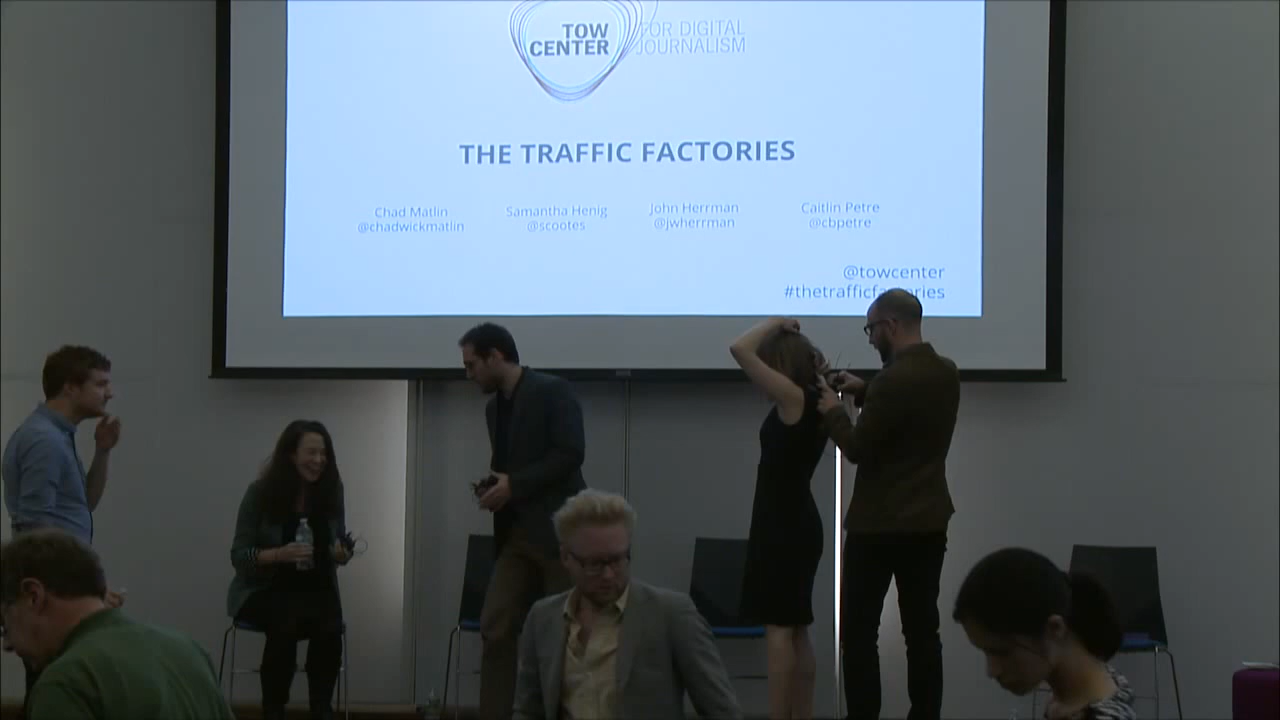 TOW
CENTER
FOR DIGITAL
JOURNALISM
THE TRAFFIC FACTORIES
Chad Matlin
@chadwickmatlin
Samantha Henig
@scootes
John Herrman
@jwherrman
Caitlin Petre
@cbpetre
@towcenter
#thetrafficfactories